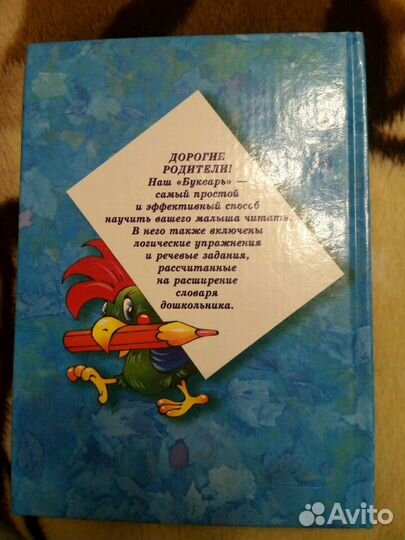 ДОРОГИЕ
РОДИТЕЛИ!
Наш «Букварь» —
самый простой
и эффективный способ
научить вашего малыша читать.
В него также включены
логические упражнения
и речевые задания,
рассчитанные
на расширение
словаря
дошкольника.
Avito